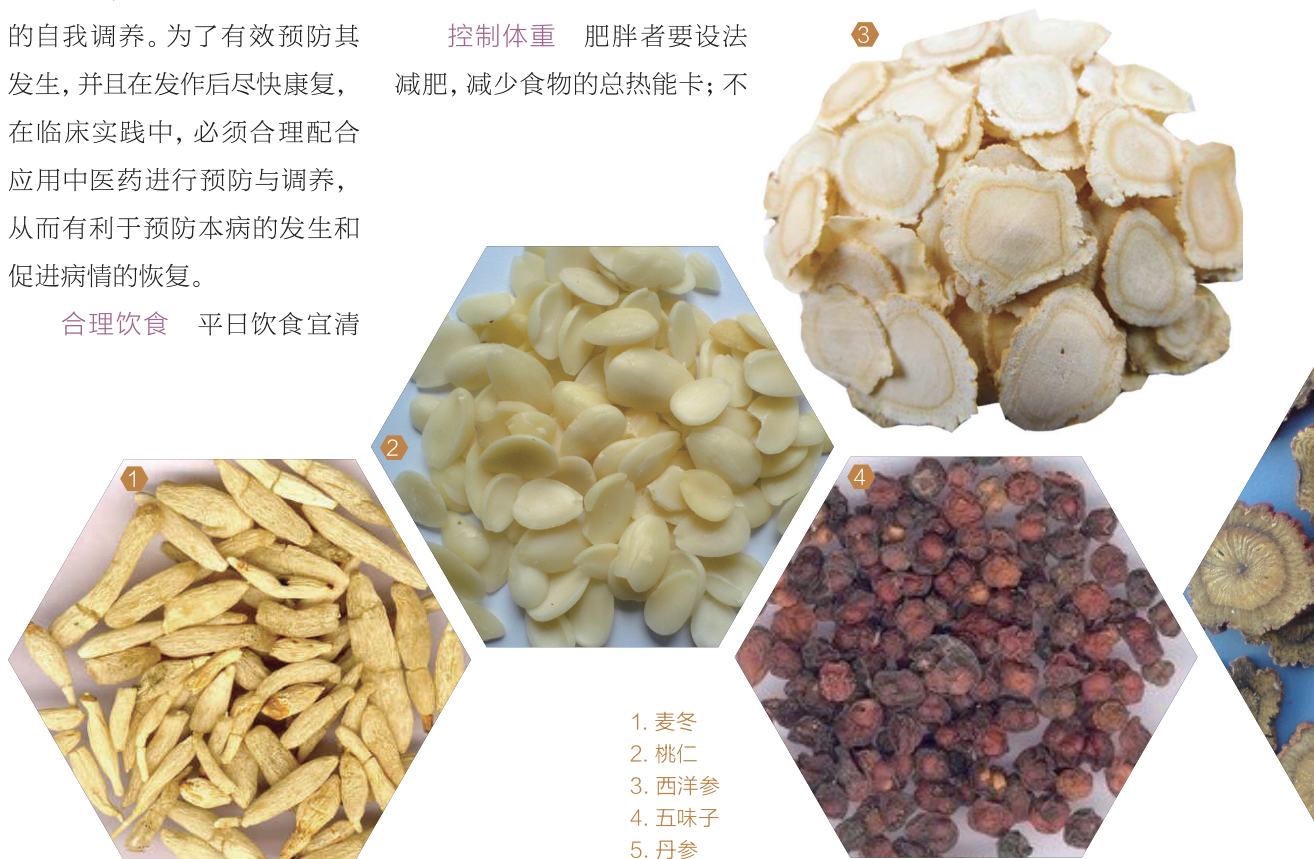 的自我调养。为了有效预防其
发生,并且在发作后尽快康复,
在临床实践中,必须合理配合
应用中医药进行预防与调养,
从而有利于预防本病的发生和
促进病情的恢复。
合理饮食 平日饮食宜清
控制体重 肥胖者要设法
减肥,减少食物的总热能卡;不
3
2
1
4
1. 麦冬
2. 桃仁
3. 西洋参
4. 五味子
5. 丹参